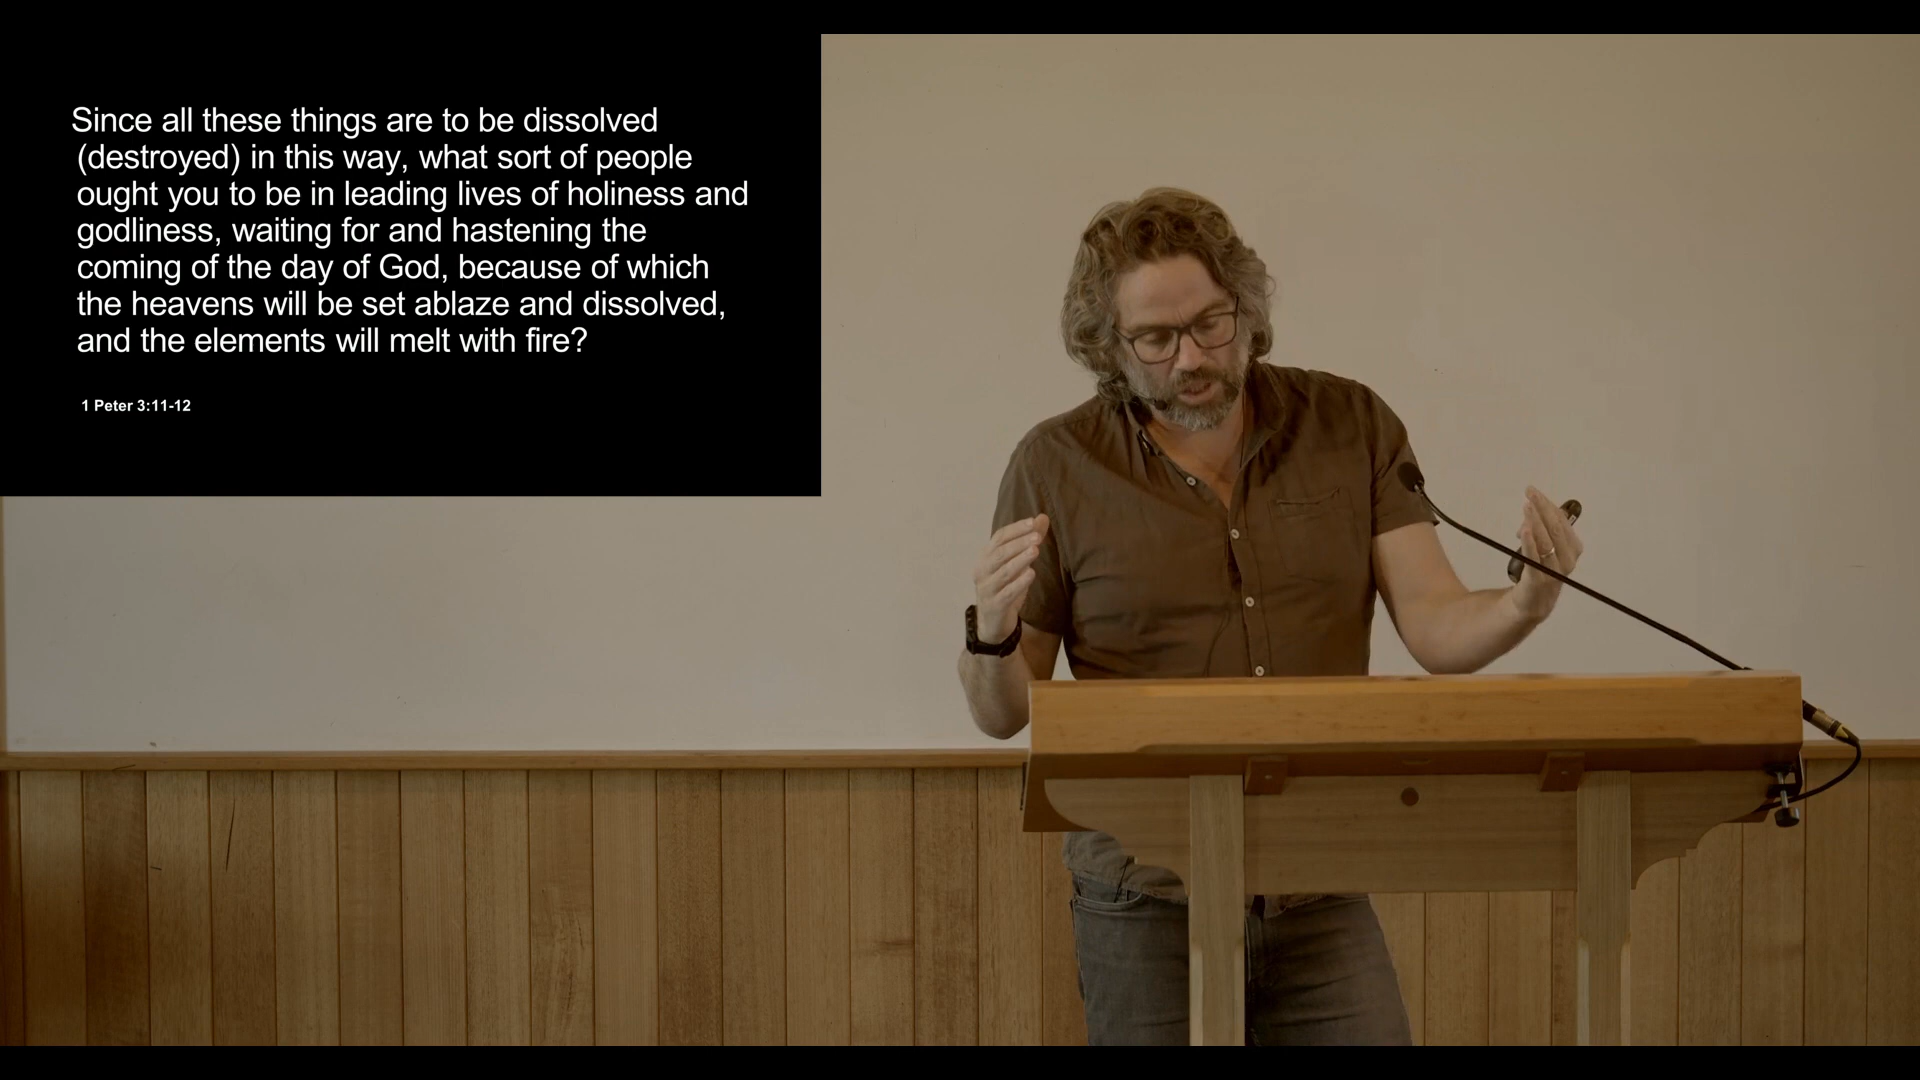 Since all these things are to be dissolved
(destroyed) in this way, what sort of people
ought you to be in leading lives of holiness and
godliness, waiting for and hastening the
coming of the day of God, because of which
the heavens will be set ablaze and dissolved,
and the elements will melt with fire?
1 Peter 3:11-12